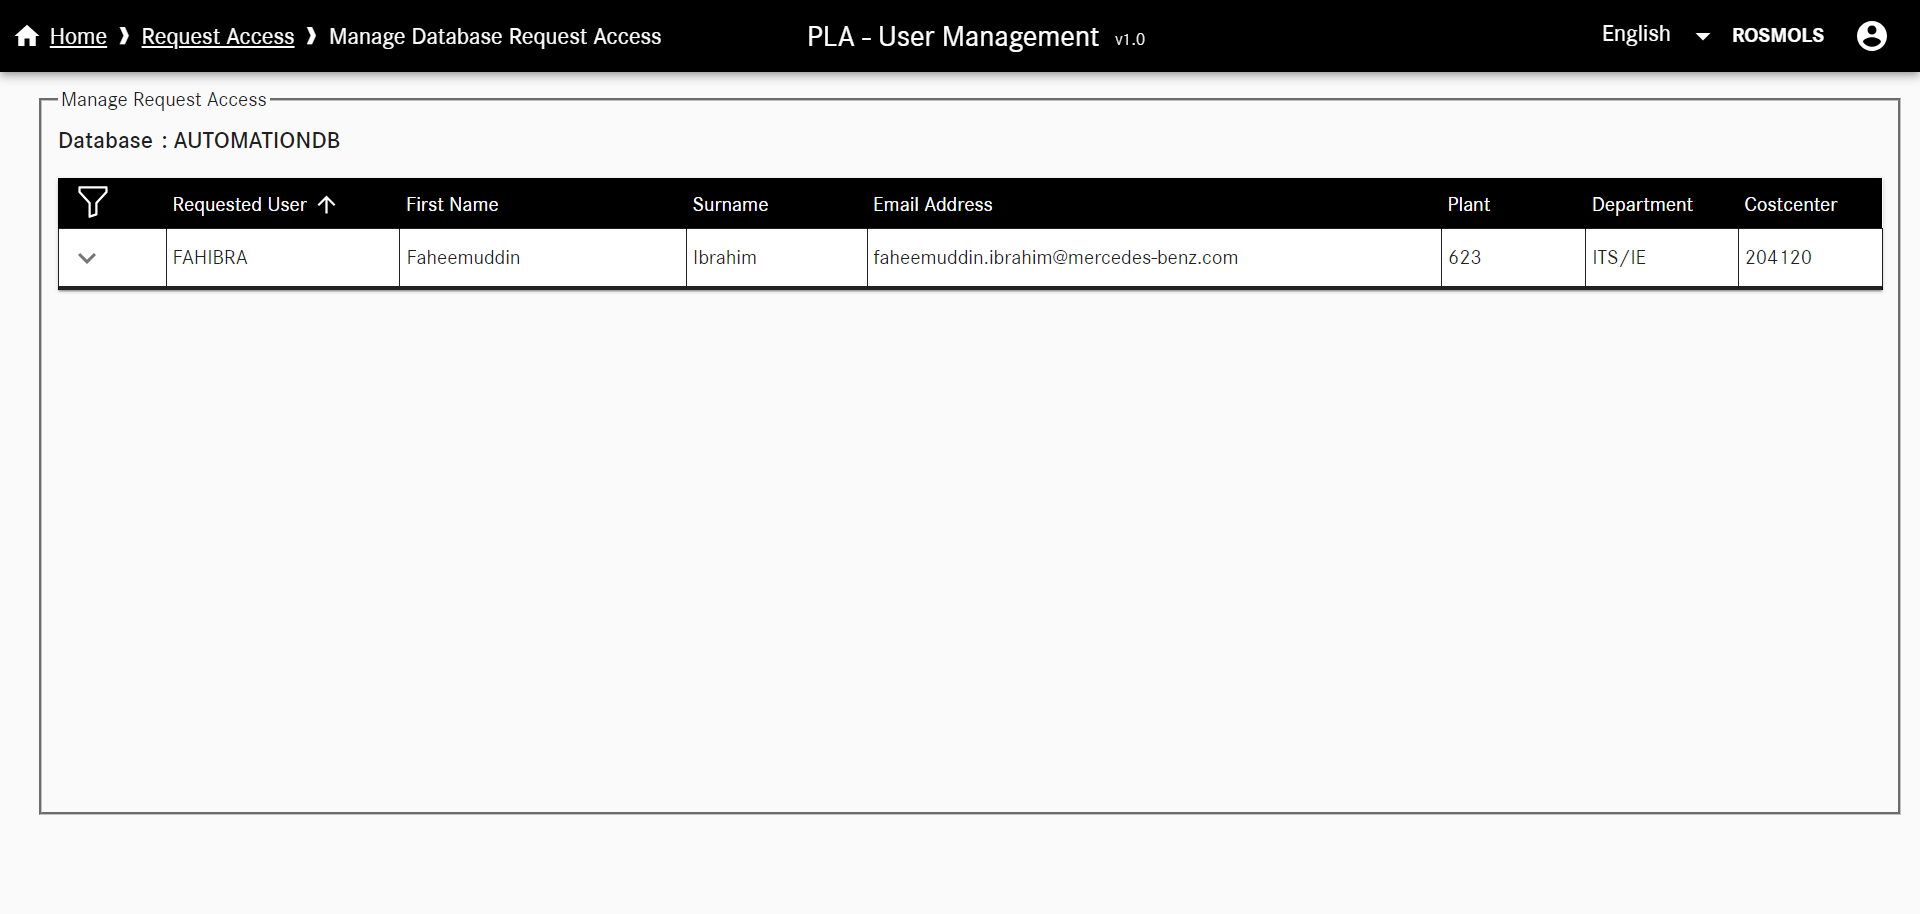 Home ❱ Request Access ❱ Manage Database Request Access
PLA - User Management v1.0
English
ROSMOLS
Manage Request Access
Database : AUTOMATIONDB
Requested User First Name Surname Email Address Plant Department Costcenter
FAHIBRA Faheemuddin Ibrahim faheemuddin.ibrahim@mercedes-benz.com 623 ITS/IE 204120